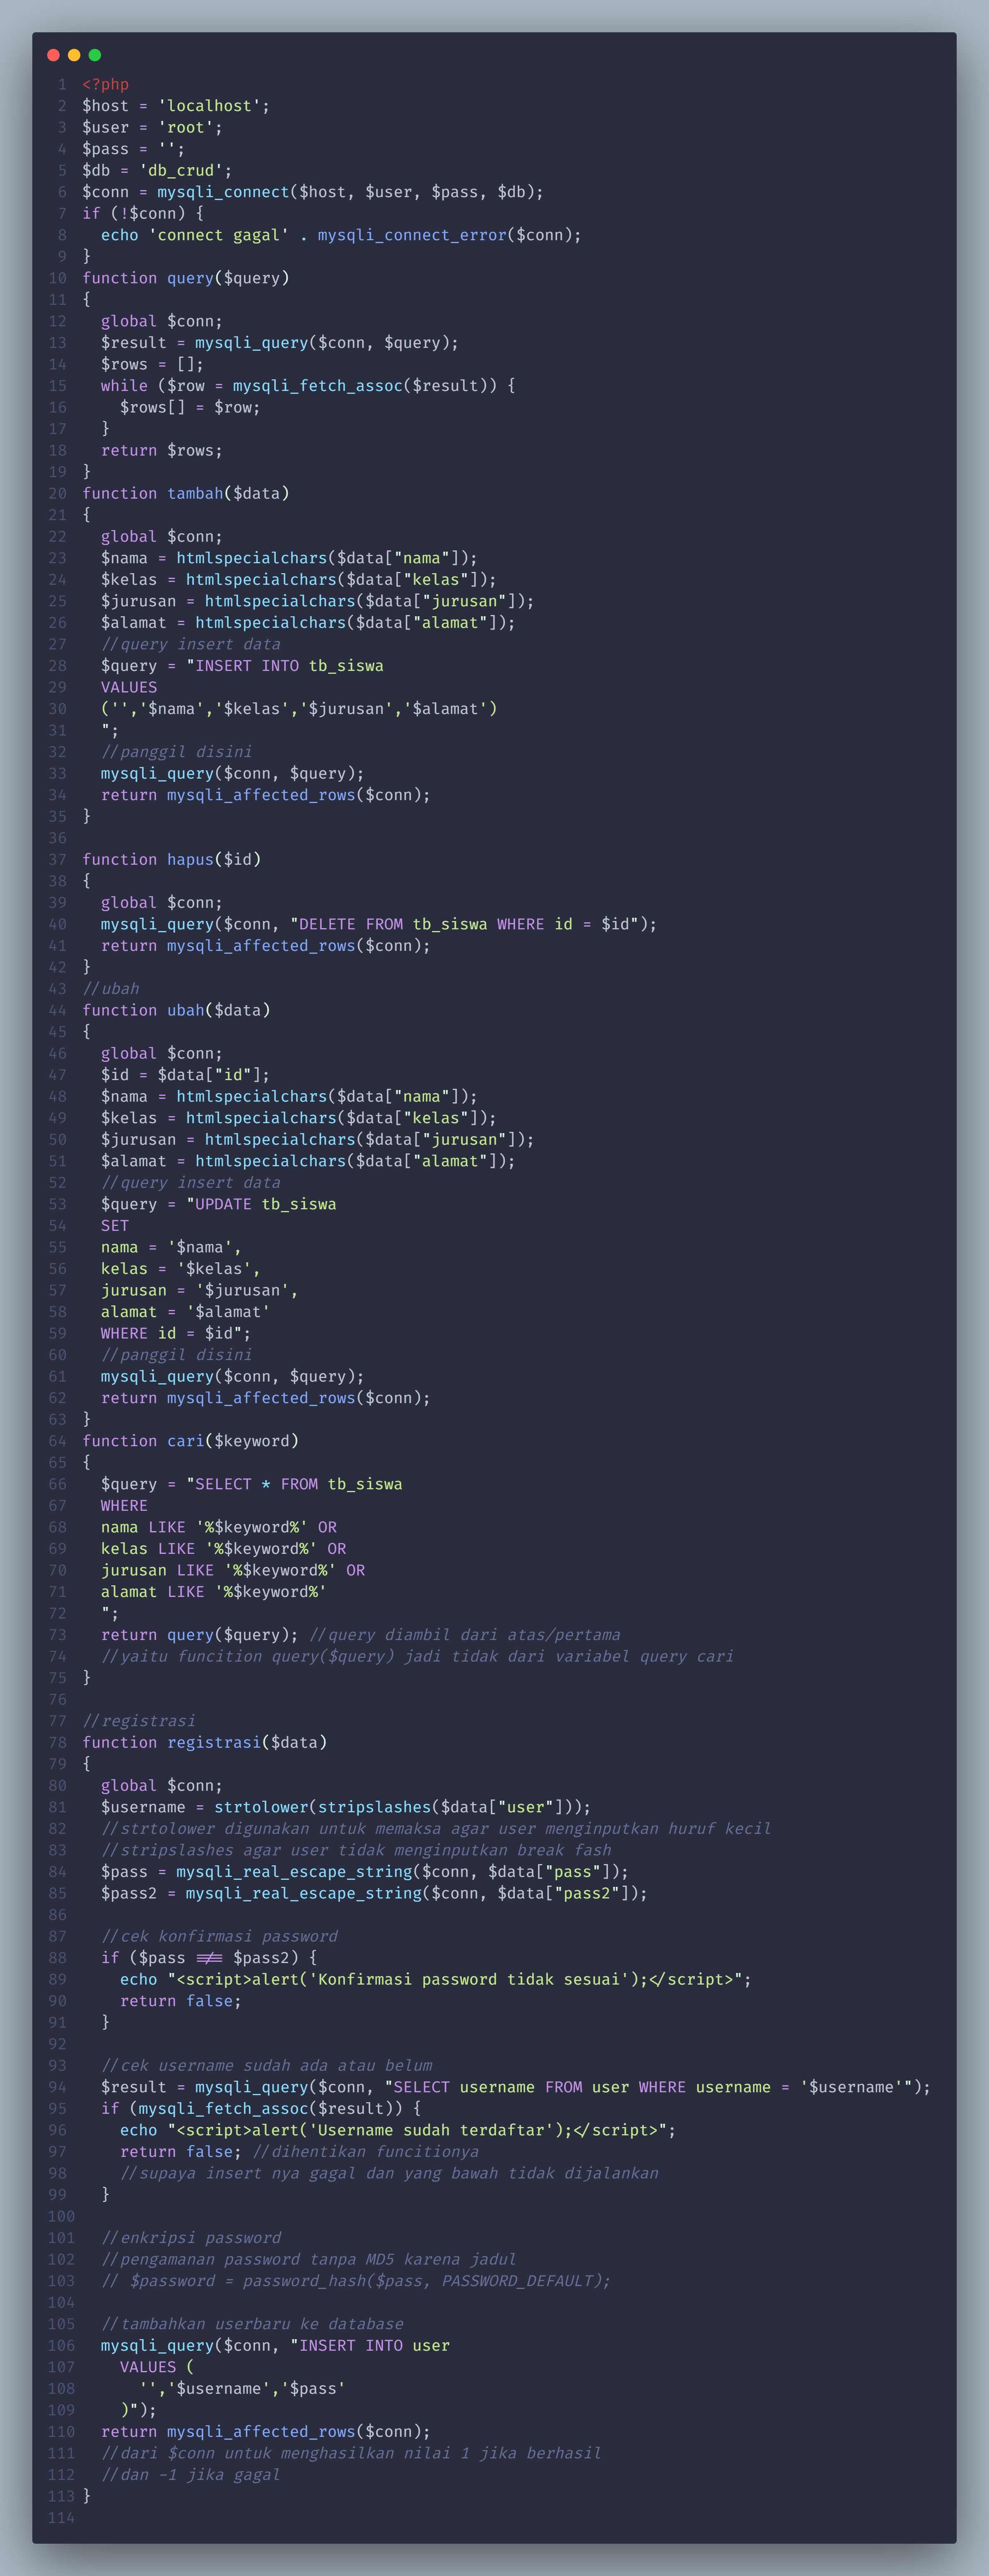 1 <?php
2 $host = 'localhost';
3 $user = 'root';
4 $pass = '';
5 $db = 'db_crud';
6 $conn = mysqli_connect($host, $user, $pass, $db);
7 if (!$conn) {
8   echo 'connect gagal' . mysqli_connect_error($conn);
9 }
10 function query($query)
11 {
12   global $conn;
13   $result = mysqli_query($conn, $query);
14   $rows = [];
15   while ($row = mysqli_fetch_assoc($result)) {
16     $rows[] = $row;
17   }
18   return $rows;
19 }
20 function tambah($data)
21 {
22   global $conn;
23   $nama = htmlspecialchars($data["nama"]);
24   $kelas = htmlspecialchars($data["kelas"]);
25   $jurusan = htmlspecialchars($data["jurusan"]);
26   $alamat = htmlspecialchars($data["alamat"]);
27   //query insert data
28   $query = "INSERT INTO tb_siswa
29   VALUES
30   ('','$nama','$kelas','$jurusan','$alamat')
31   ";
32   //panggil disini
33   mysqli_query($conn, $query);
34   return mysqli_affected_rows($conn);
35 }
36
37 function hapus($id)
38 {
39   global $conn;
40   mysqli_query($conn, "DELETE FROM tb_siswa WHERE id = $id");
41   return mysqli_affected_rows($conn);
42 }
43 //ubah
44 function ubah($data)
45 {
46   global $conn;
47   $id = $data["id"];
48   $nama = htmlspecialchars($data["nama"]);
49   $kelas = htmlspecialchars($data["kelas"]);
50   $jurusan = htmlspecialchars($data["jurusan"]);
51   $alamat = htmlspecialchars($data["alamat"]);
52   //query insert data
53   $query = "UPDATE tb_siswa
54   SET
55   nama = '$nama',
56   kelas = '$kelas',
57   jurusan = '$jurusan',
58   alamat = '$alamat'
59   WHERE id = $id";
60   //panggil disini
61   mysqli_query($conn, $query);
62   return mysqli_affected_rows($conn);
63 }
64 function cari($keyword)
65 {
66   $query = "SELECT * FROM tb_siswa
67   WHERE
68   nama LIKE '%$keyword%' OR
69   kelas LIKE '%$keyword%' OR
70   jurusan LIKE '%$keyword%' OR
71   alamat LIKE '%$keyword%'
72   ";
73   return query($query); //query diambil dari atas/pertama
74   //yaitu funcition query($query) jadi tidak dari variabel query cari
75 }
76
77 //registrasi
78 function registrasi($data)
79 {
80   global $conn;
81   $username = strtolower(stripslashes($data["user"]));
82   //strtolower digunakan untuk memaksa agar user menginputkan huruf kecil
83   //stripslashes agar user tidak menginputkan break fash
84   $pass = mysqli_real_escape_string($conn, $data["pass"]);
85   $pass2 = mysqli_real_escape_string($conn, $data["pass2"]);
86
87   //cek konfirmasi password
88   if ($pass !== $pass2) {
89     echo "<script>alert('Konfirmasi password tidak sesuai');</script>";
90     return false;
91   }
92
93   //cek username sudah ada atau belum
94   $result = mysqli_query($conn, "SELECT username FROM user WHERE username = '$username'");
95   if (mysqli_fetch_assoc($result)) {
96     echo "<script>alert('Username sudah terdaftar');</script>";
97     return false; //dihentikan funcitionya
98     //supaya insert nya gagal dan yang bawah tidak dijalankan
99   }
100
101   //enkripsi password
102   //pengamanan password tanpa MD5 karena jadul
103   // $password = password_hash($pass, PASSWORD_DEFAULT);
104
105   //tambahkan userbaru ke database
106   mysqli_query($conn, "INSERT INTO user
107     VALUES (
108       '','$username','$pass'
109     )");
110   return mysqli_affected_rows($conn);
111   //dari $conn untuk menghasilkan nilai 1 jika berhasil
112   //dan -1 jika gagal
113 }
114